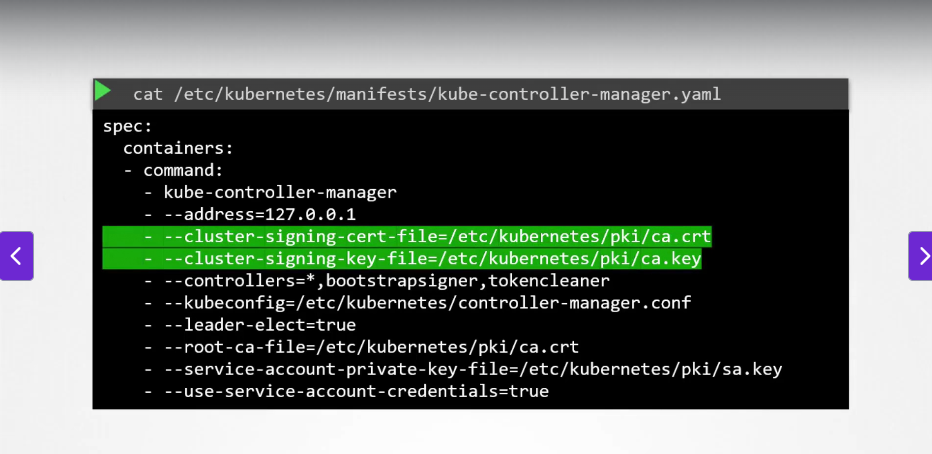 cat /etc/kubernetes/manifests/kube-controller-manager.yaml
spec:
  containers:
  - command:
    - kube-controller-manager
    - --address=127.0.0.1
    - --cluster-signing-cert-file=/etc/kubernetes/pki/ca.crt
    - --cluster-signing-key-file=/etc/kubernetes/pki/ca.key
    - --controllers=*,bootstrapsigner,tokencleaner
    - --kubeconfig=/etc/kubernetes/controller-manager.conf
    - --leader-elect=true
    - --root-ca-file=/etc/kubernetes/pki/ca.crt
    - --service-account-private-key-file=/etc/kubernetes/pki/sa.key
    - --use-service-account-credentials=true